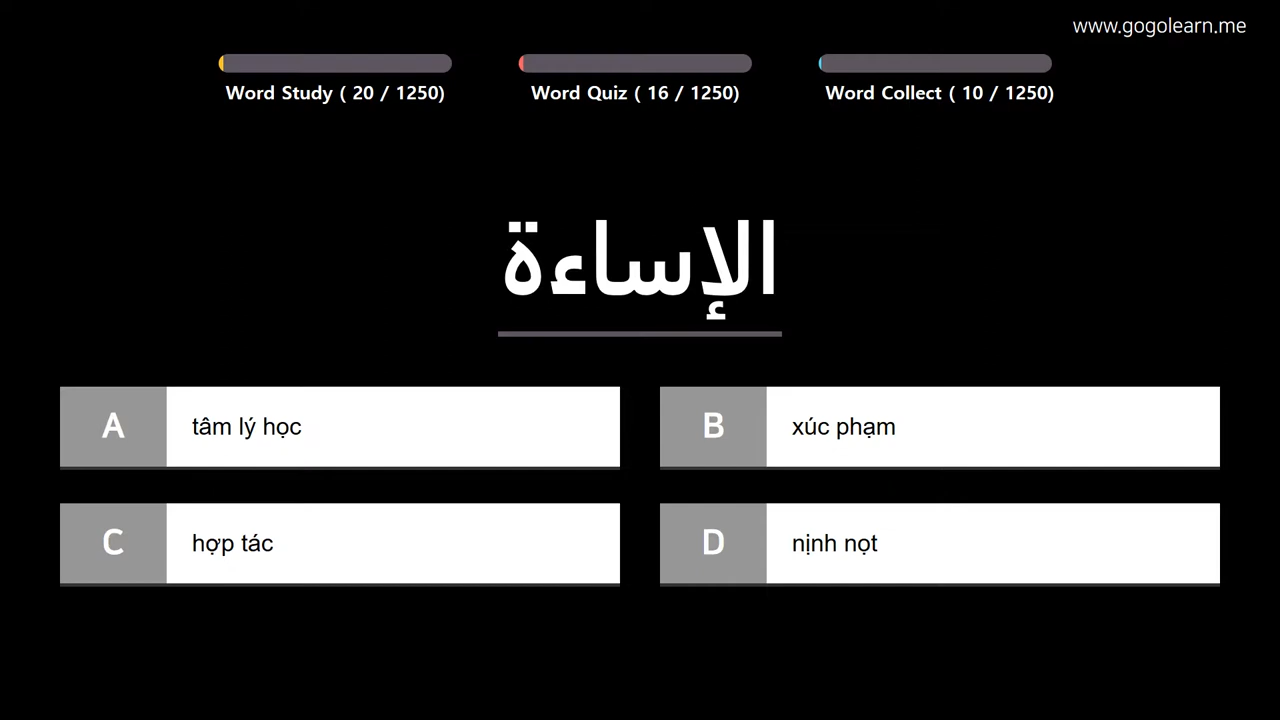 www.gogolearn.me
Word Study ( 20 / 1250)
Word Quiz ( 16 / 1250)
Word Collect ( 10 / 1250)
الإساءة
A
tâm lý học
B
xúc phạm
C
hợp tác
D
nịnh nọt